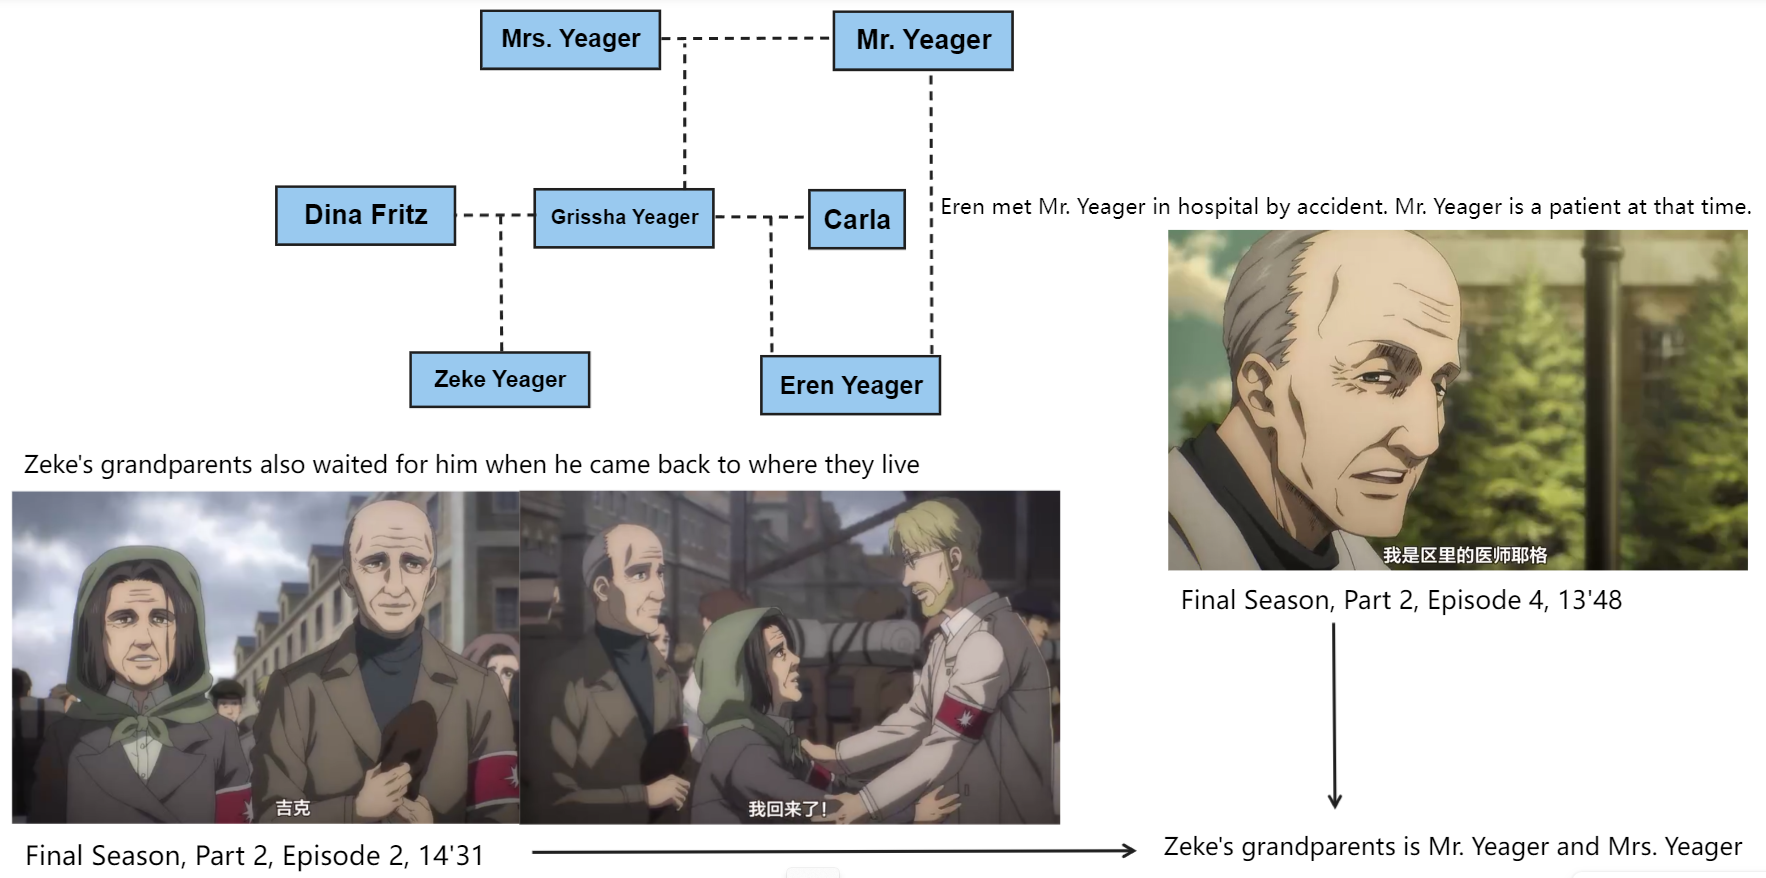 Mrs. Yeager
Mr. Yeager
Dina Fritz
Grissha Yeager
Carla
Eren met Mr. Yeager in hospital by accident. Mr. Yeager is a patient at that time.
Zeke Yeager
Eren Yeager
Zeke's grandparents also waited for him when he came back to where they live
我是区里的医师耶格
Final Season, Part 2, Episode 4, 13'48
吉克
我回来了!
Final Season, Part 2, Episode 2, 14'31
Zeke's grandparents is Mr. Yeager and Mrs. Yeager